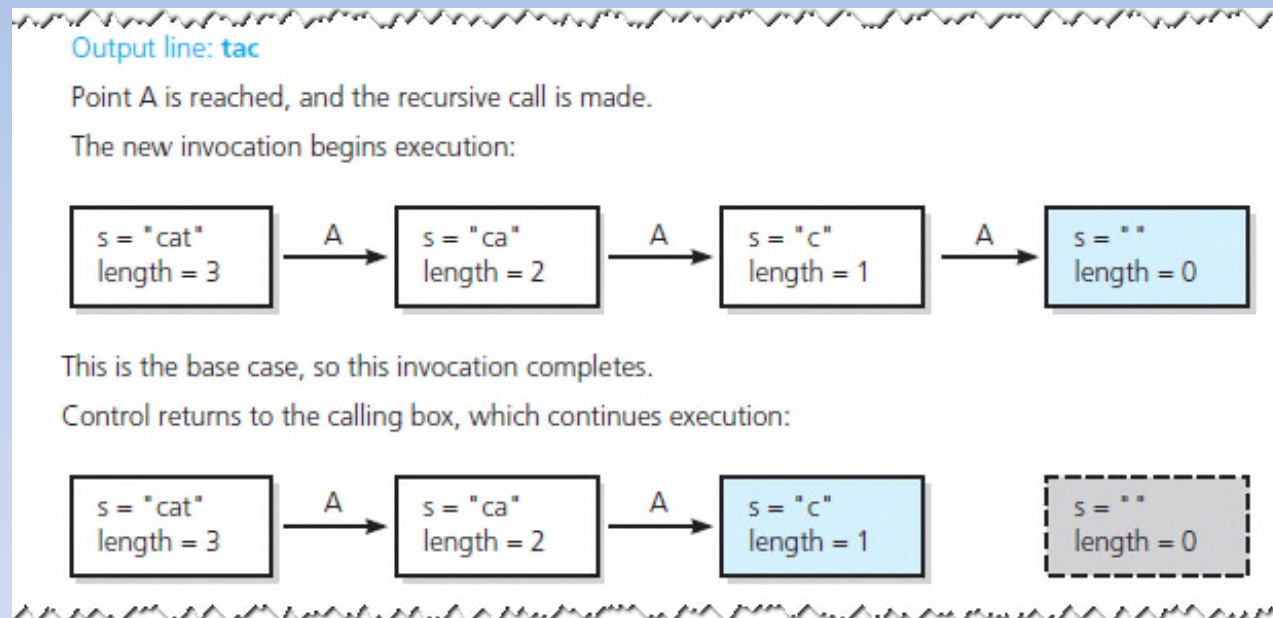 Output line: tac
Point A is reached, and the recursive call is made.
The new invocation begins execution:
s = "cat"
length = 3
A
s = "ca"
length = 2
A
s = "c"
length = 1
A
s = ""
length = 0
This is the base case, so this invocation completes.
Control returns to the calling box, which continues execution:
s = "cat"
length = 3
A
s = "ca"
length = 2
A
s = "c"
length = 1
s = ""
length = 0